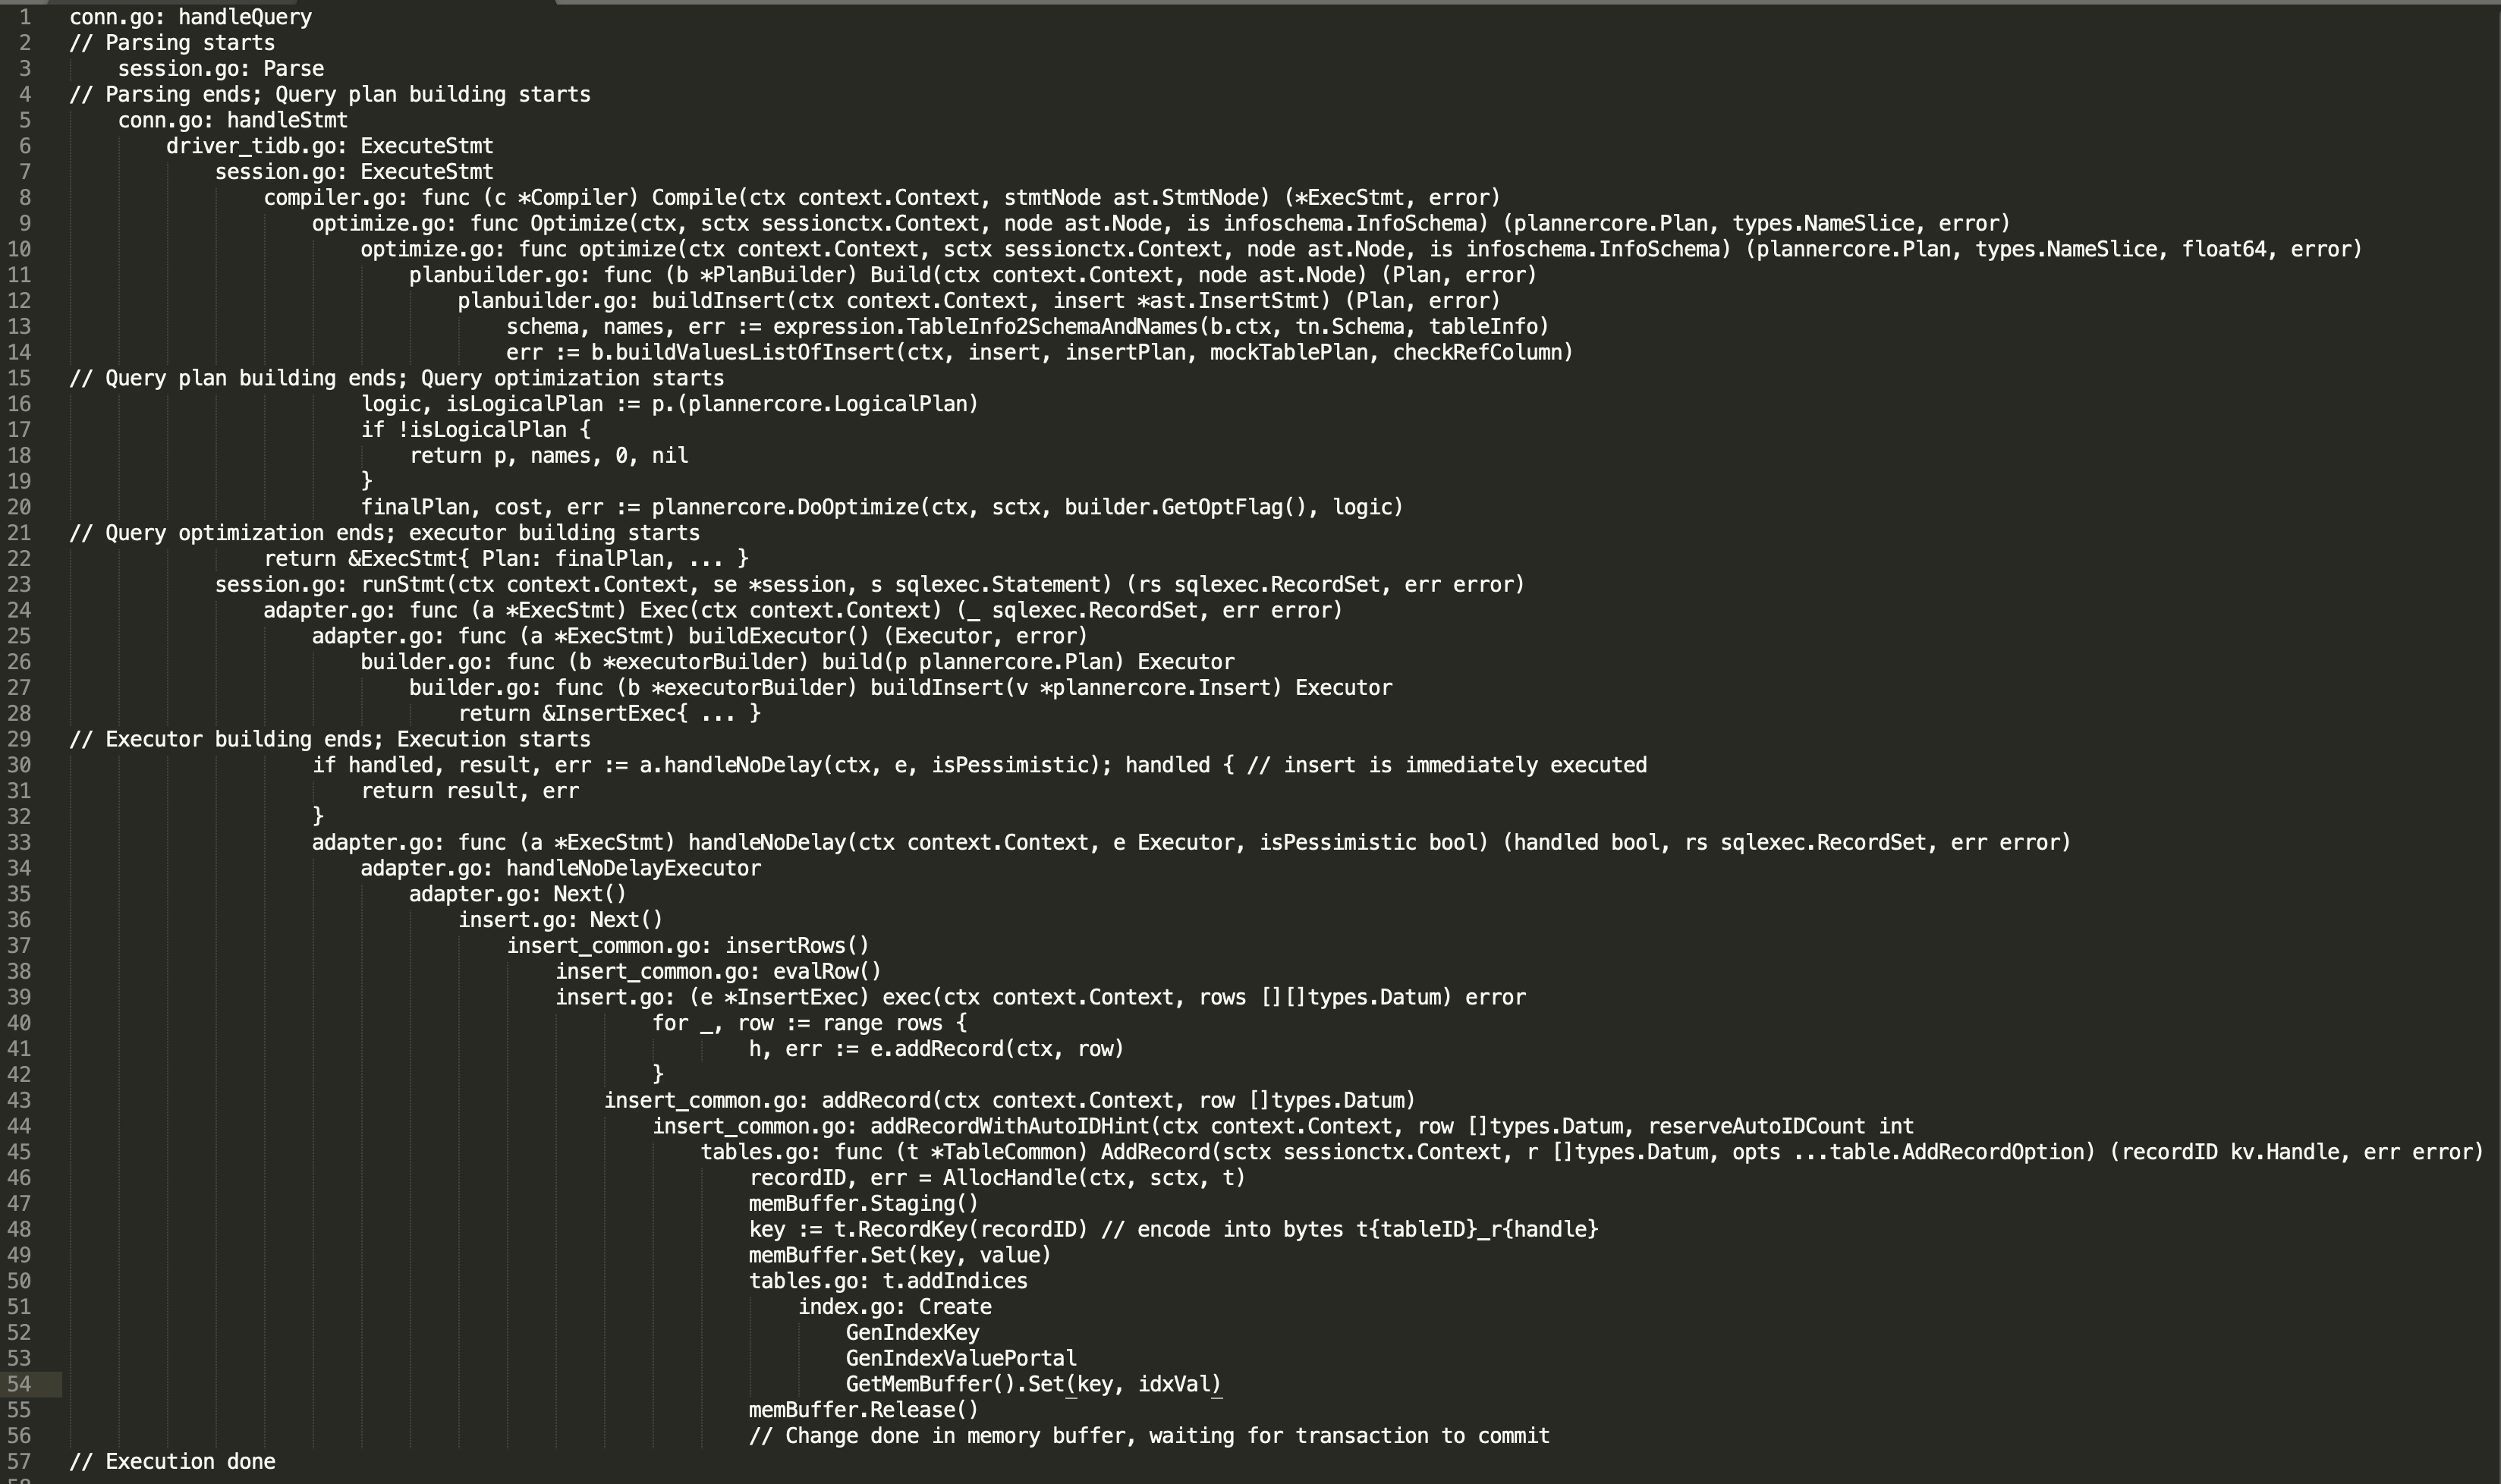 1 conn.go: handleQuery
2 // Parsing starts
3 session.go: Parse
4 // Parsing ends; Query plan building starts
5 conn.go: handleStmt
6 driver_tidb.go: ExecuteStmt
7 session.go: ExecuteStmt
8 compiler.go: func (c *Compiler) Compile(ctx context.Context, stmtNode ast.StmtNode) (*ExecStmt, error)
9 optimize.go: func Optimize(ctx, sctx sessionctx.Context, node ast.Node, is infoschema.InfoSchema) (plannercore.Plan, types.NameSlice, error)
10 optimize.go: func optimize(ctx context.Context, sctx sessionctx.Context, node ast.Node, is infoschema.InfoSchema) (plannercore.Plan, types.NameSlice, float64, error)
11 planbuilder.go: func (b *PlanBuilder) Build(ctx context.Context, node ast.Node) (Plan, error)
12 planbuilder.go: buildInsert(ctx context.Context, insert *ast.InsertStmt) (Plan, error)
13 schema, names, err := expression.TableInfo2SchemaAndNames(b.ctx, tn.Schema, tableInfo)
14 err := b.buildValuesListOfInsert(ctx, insert, insertPlan, mockTablePlan, checkRefColumn)
15 // Query plan building ends; Query optimization starts
16 logic, isLogicalPlan := p.(plannercore.LogicalPlan)
17 if !isLogicalPlan {
18 return p, names, 0, nil
19 }
20 finalPlan, cost, err := plannercore.DoOptimize(ctx, sctx, builder.GetOptFlag(), logic)
21 // Query optimization ends; executor building starts
22 return &ExecStmt{ Plan: finalPlan, ... }
23 session.go: runStmt(ctx context.Context, se *session, s sqlexec.Statement) (rs sqlexec.RecordSet, err error)
24 adapter.go: func (a *ExecStmt) Exec(ctx context.Context) (_ sqlexec.RecordSet, err error)
25 adapter.go: func (a *ExecStmt) buildExecutor() (Executor, error)
26 builder.go: func (b *executorBuilder) build(p plannercore.Plan) Executor
27 builder.go: func (b *executorBuilder) buildInsert(v *plannercore.Insert) Executor
28 return &InsertExec{ ... }
29 // Executor building ends; Execution starts
30 if handled, result, err := a.handleNoDelay(ctx, e, isPessimistic); handled { // insert is immediately executed
31 return result, err
32 }
33 adapter.go: func (a *ExecStmt) handleNoDelay(ctx context.Context, e Executor, isPessimistic bool) (handled bool, rs sqlexec.RecordSet, err error)
34 adapter.go: handleNoDelayExecutor
35 adapter.go: Next()
36 insert.go: Next()
37 insert_common.go: insertRows()
38 insert_common.go: evalRow()
39 insert.go: (e *InsertExec) exec(ctx context.Context, rows [][]types.Datum) error
40 for _, row := range rows {
41 h, err := e.addRecord(ctx, row)
42 }
43 insert_common.go: addRecord(ctx context.Context, row []types.Datum)
44 insert_common.go: addRecordWithAutoIDHint(ctx context.Context, row []types.Datum, reserveAutoIDCount int
45 tables.go: func (t *TableCommon) AddRecord(sctx sessionctx.Context, r []types.Datum, opts ...table.AddRecordOption) (recordID kv.Handle, err error)
46 recordID, err = AllocHandle(ctx, sctx, t)
47 memBuffer.Staging()
48 key := t.RecordKey(recordID) // encode into bytes t{tableID}_r{handle}
49 memBuffer.Set(key, value)
50 tables.go: t.addIndices
51 index.go: Create
52 GenIndexKey
53 GenIndexValuePortal
54 GetMemBuffer().Set(key, idxVal)
55 memBuffer.Release()
56 // Change done in memory buffer, waiting for transaction to commit
57 // Execution done